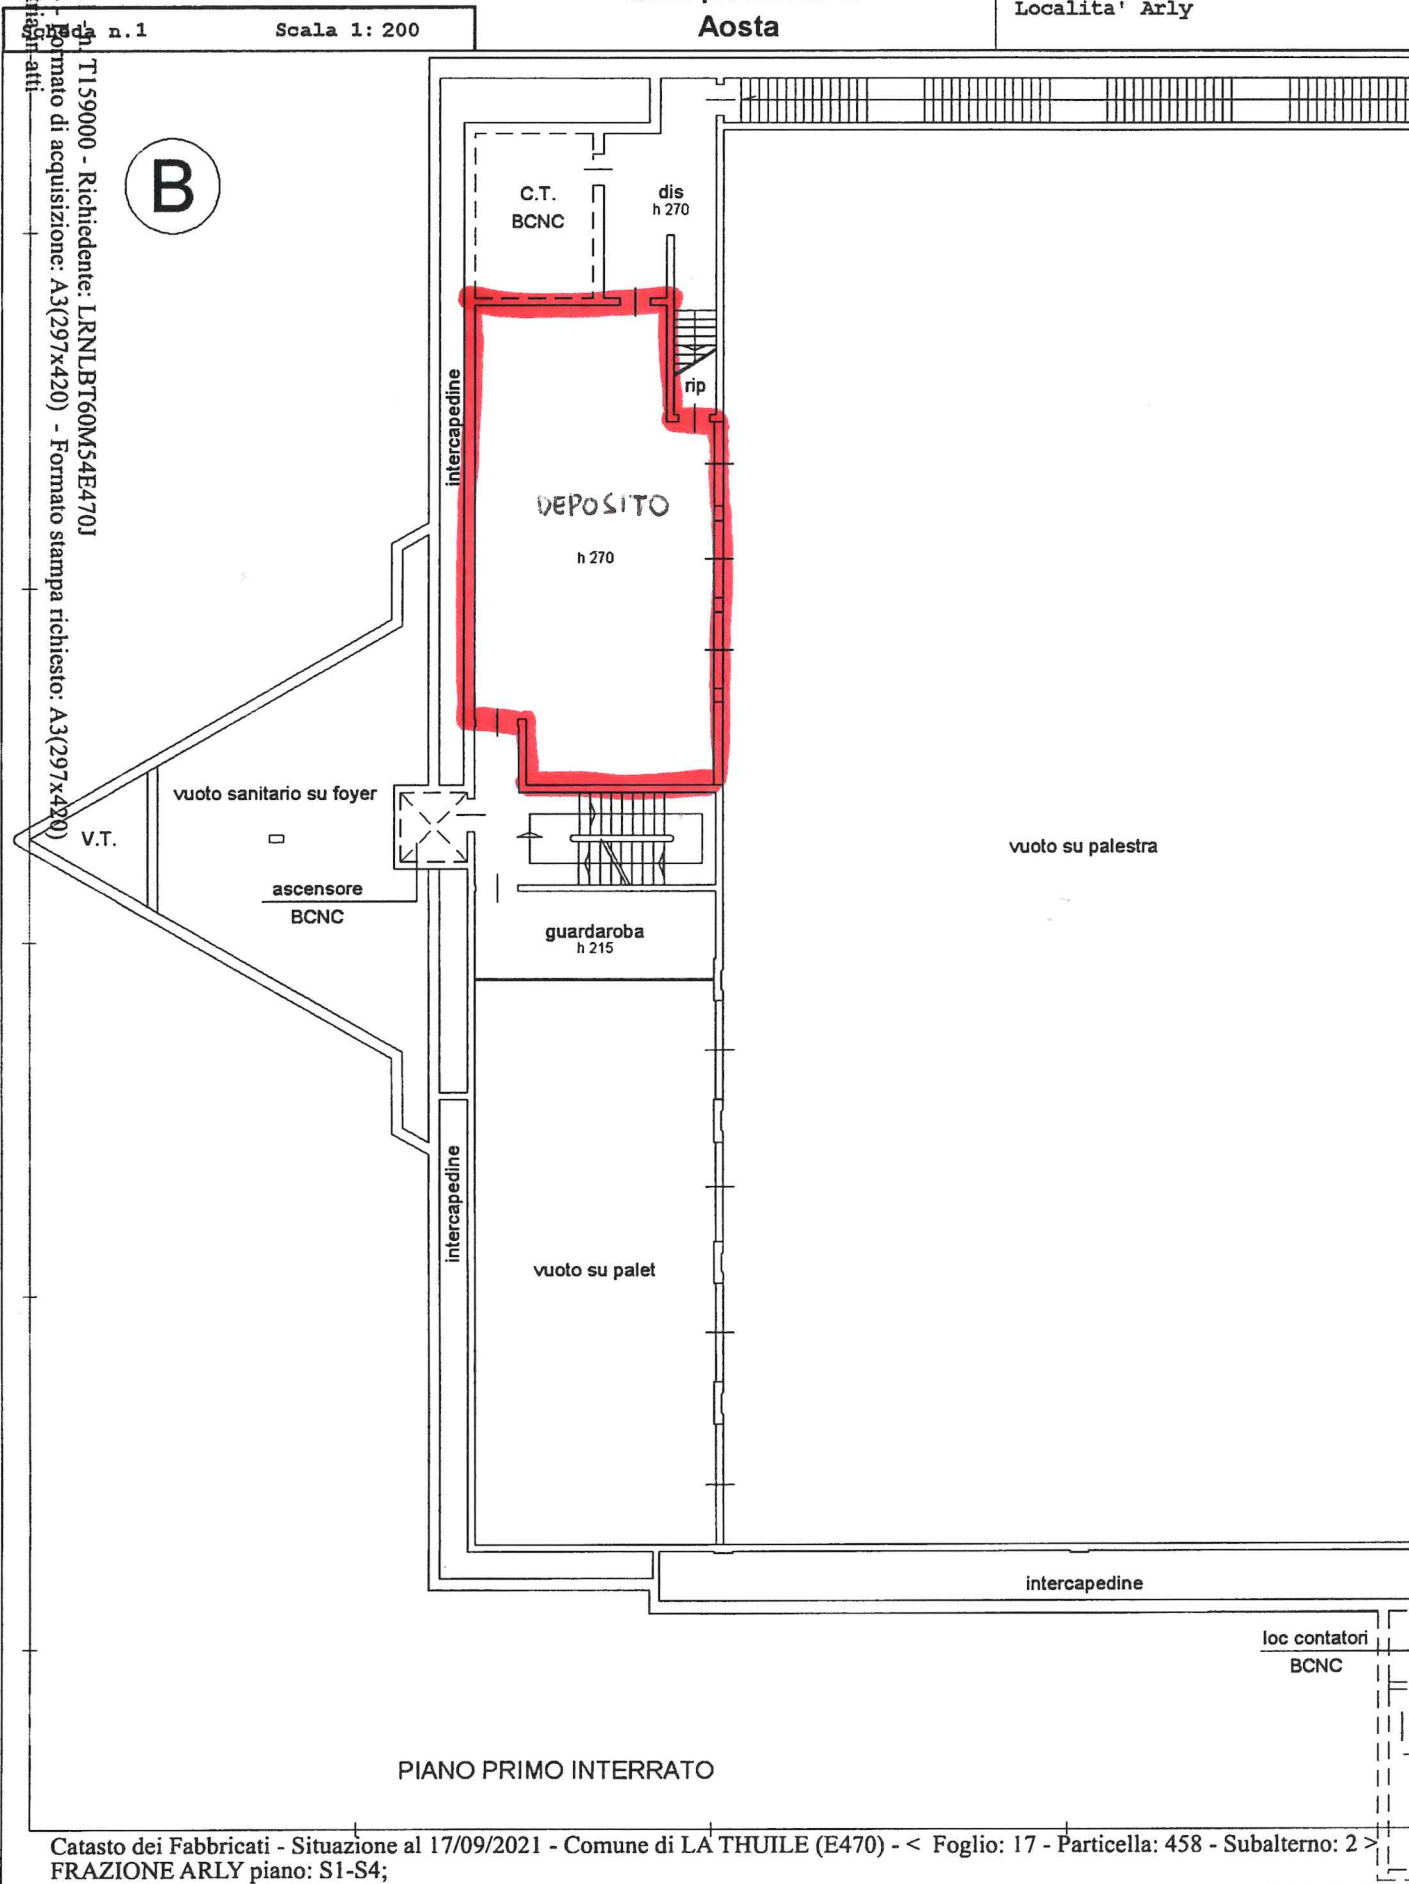 Localita' Arly
Scheda n.1
Scala 1: 200
Aosta
n. T159000 - Richiedente: LRNLBT60M54E470J
Formato di acquisizione: A3(297x420) - Formato stampa richiesto: A3(297x420)
in atti
B
C.T.
BCNC
dis
h 270
rip
intercapedine
DEPOSITO
h 270
vuoto sanitario su foyer
V.T.
ascensore
BCNC
vuoto su palestra
guardaroba
h 215
intercapedine
vuoto su palet
intercapedine
loc contatori
BCNC
PIANO PRIMO INTERRATO
Catasto dei Fabbricati - Situazione al 17/09/2021 - Comune di LA THUILE (E470) - < Foglio: 17 - Particella: 458 - Subalterno: 2 >
FRAZIONE ARLY piano: S1-S4;